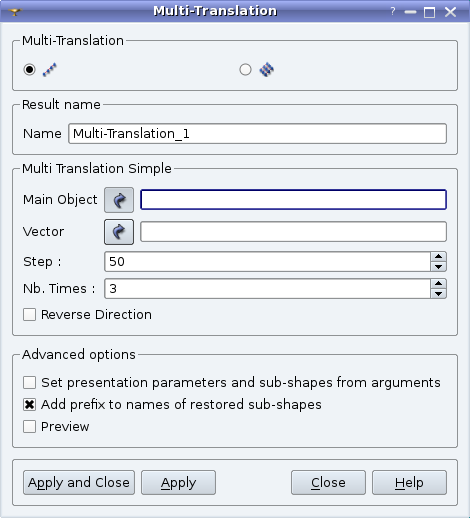 Multi-Translation
?
Multi-Translation
Result name
Name Multi-Translation_1
Multi Translation Simple
Main Object
Vector
Step : 50
Nb. Times : 3
Reverse Direction
Advanced options
Set presentation parameters and sub-shapes from arguments
Add prefix to names of restored sub-shapes
Preview
Apply and Close Apply Close Help